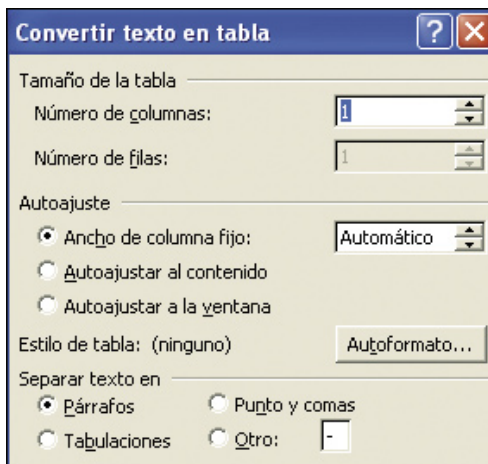 Convertir texto en tabla ?
Tamaño de la tabla
Número de columnas: 1
Número de filas: 1
Autoajuste
Ancho de columna fijo: Automático
Autoajustar al contenido
Autoajustar a la ventana
Estilo de tabla: (ninguno) Autoformato...
Separar texto en
Párrafos Punto y comas
Tabulaciones Otro: -